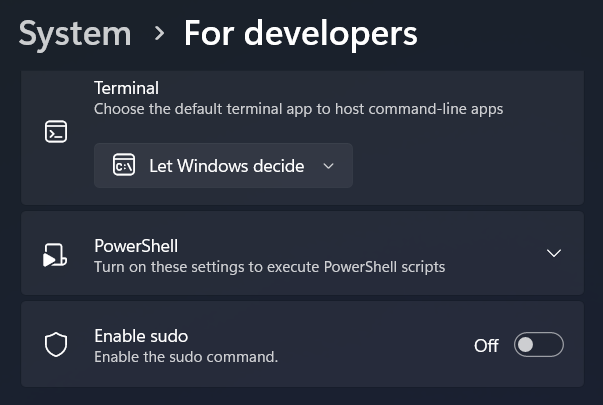 System > For developers
Terminal
Choose the default terminal app to host command-line apps
C:\ Let Windows decide
PowerShell
Turn on these settings to execute PowerShell scripts
Enable sudo
Enable the sudo command.
Off